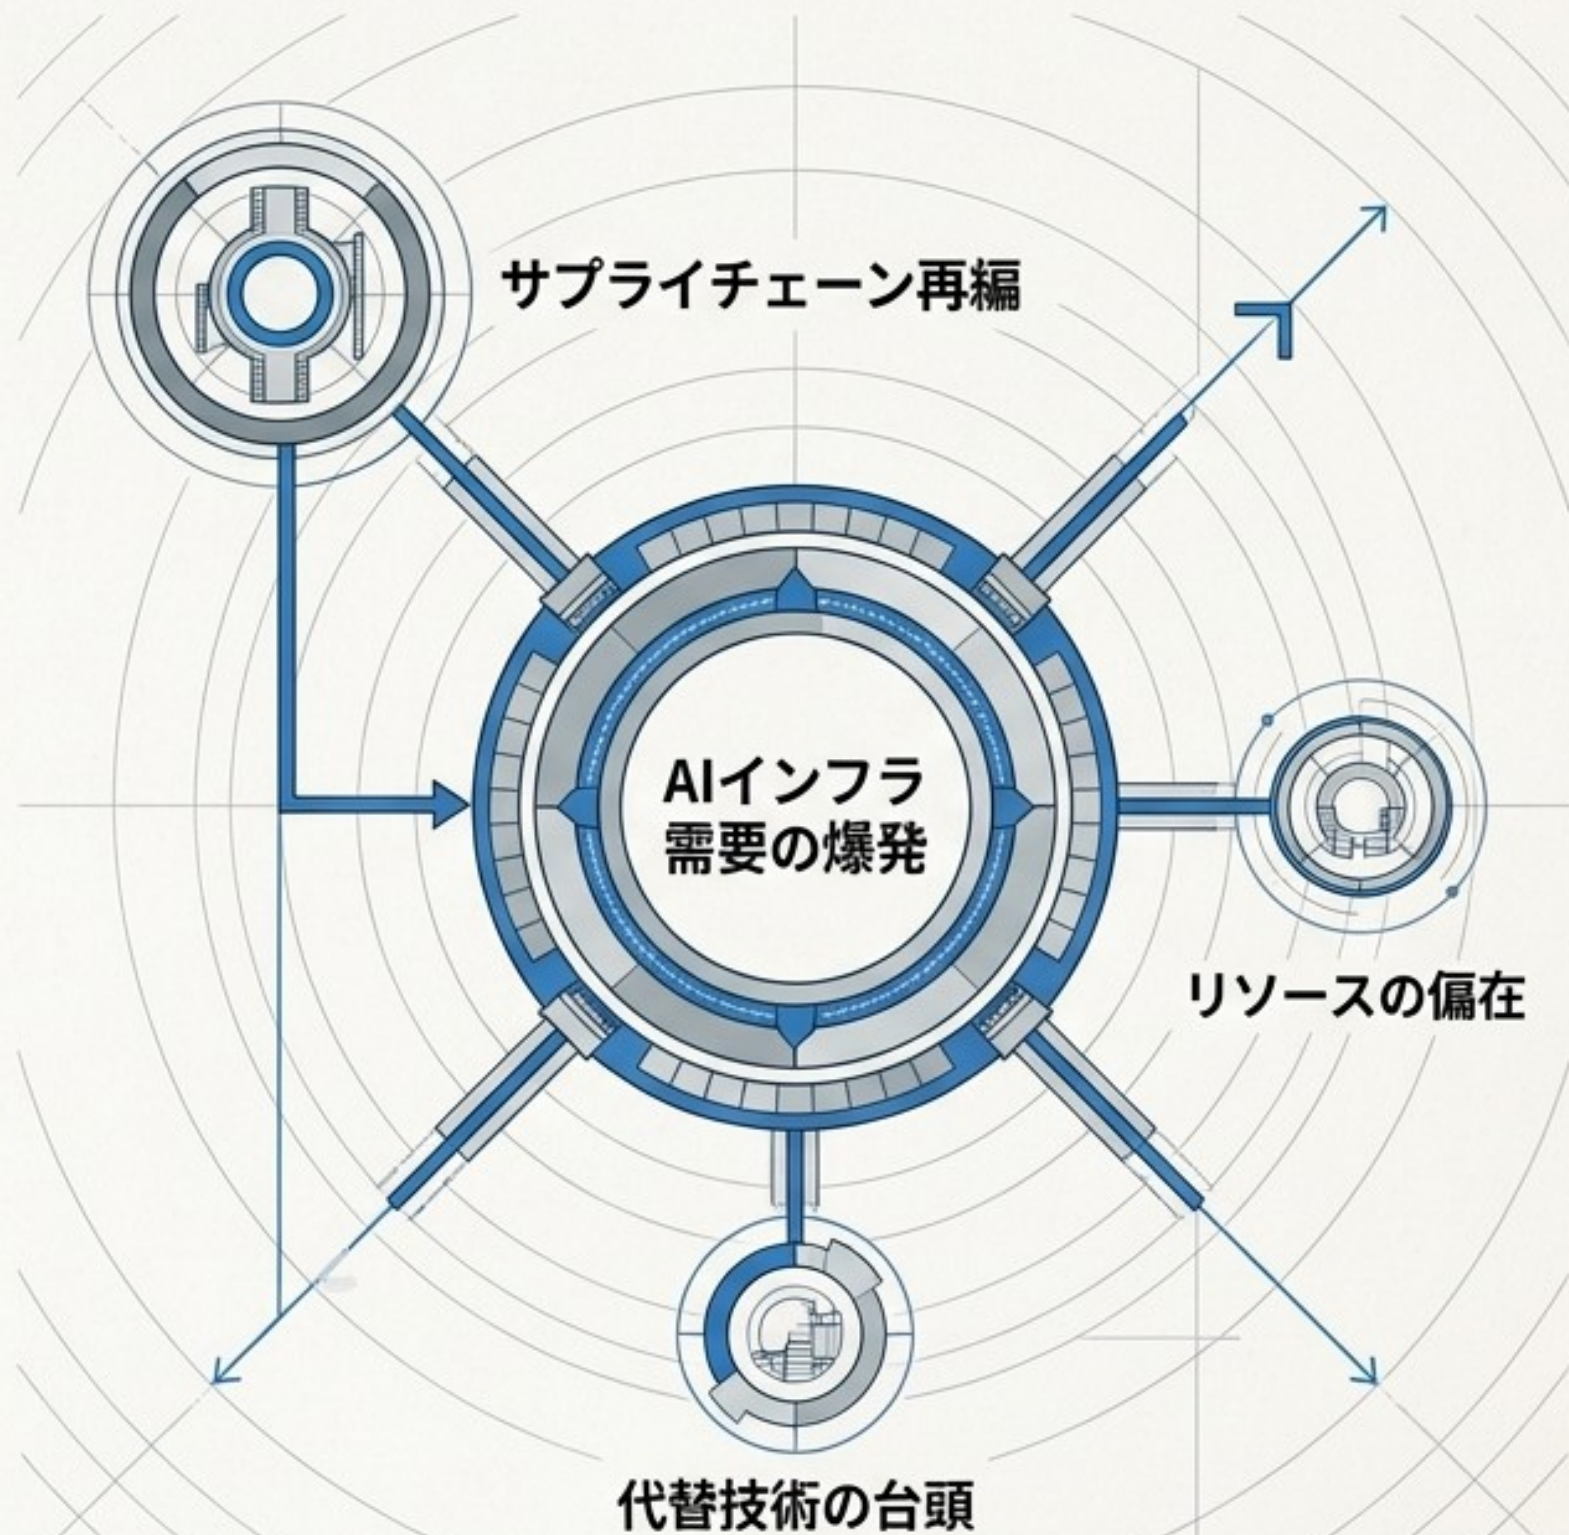 サプライチェーン再編
AIインフラ
需要の爆発
リソースの偏在
代替技術の台頭